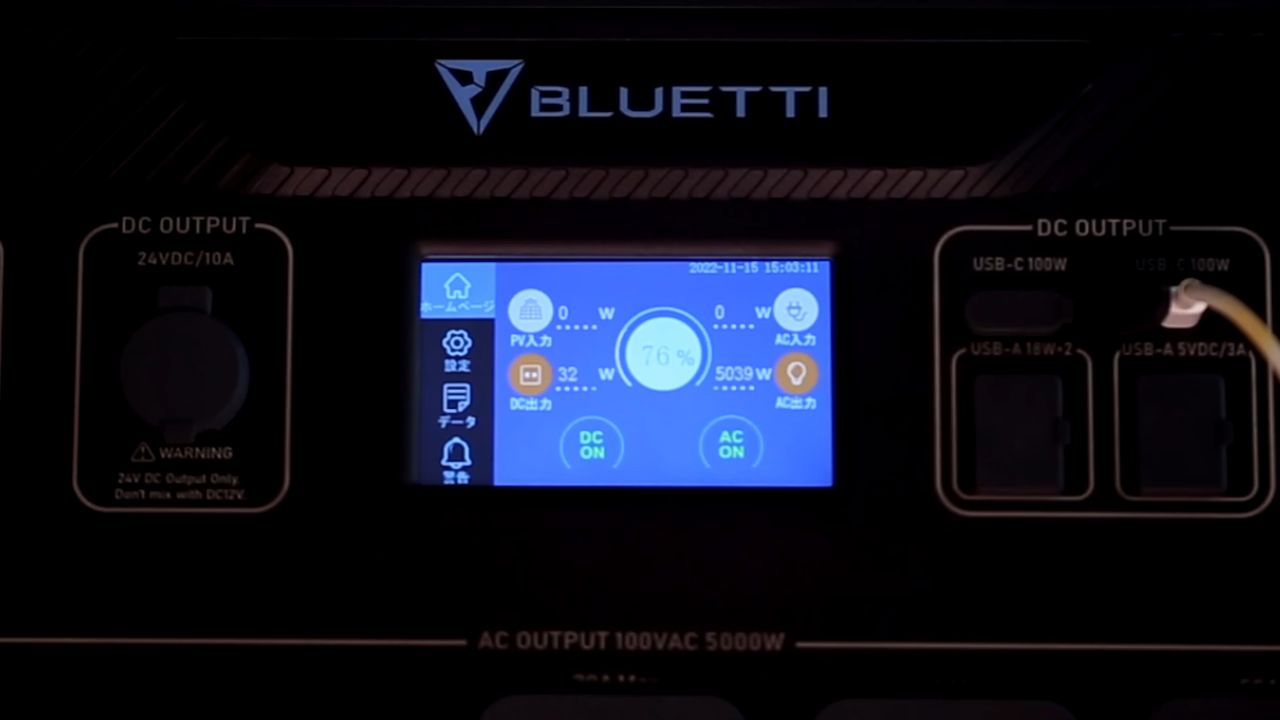 BLUETTI
DC OUTPUT
24VDC/10A
WARNING
24V DC Output Only.
Don't mix with DC12V.
2022-11-15 15:03:11
ホームページ
設定
データ
警告
0 W
PV入力
32 W
DC出力
76%
0 W
AC入力
5039 W
AC出力
DC
ON
AC
ON
DC OUTPUT
USB-C 100W
USB-C 100W
USB-A 18W*2
USB-A 5VDC/3A
AC OUTPUT 100VAC 5000W